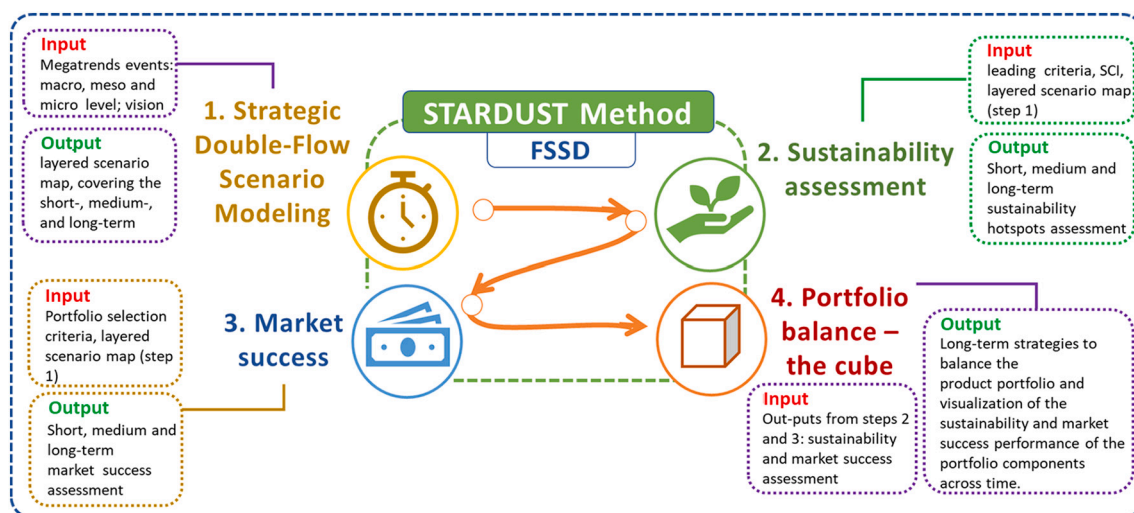 STARDUST Method
FSSD
Input
Megatrends events:
macro, meso and
micro level; vision
Output
layered scenario
map, covering the
short-, medium-,
and long-term
1. Strategic
Double-Flow
Scenario
Modeling
2. Sustainability
assessment
Input
leading criteria, SCI,
layered scenario map
(step 1)
Output
Short, medium and
long-term
sustainability
hotspots assessment
Input
Portfolio selection
criteria, layered
scenario map (step
1)
Output
Short, medium and
long-term
market success
assessment
3. Market
success
4. Portfolio
balance –
the cube
Input
Out-puts from steps 2
and 3: sustainability
and market success
assessment
Output
Long-term strategies to
balance the
product portfolio and
visualization of the
sustainability and market
success performance of the
portfolio components
across time.